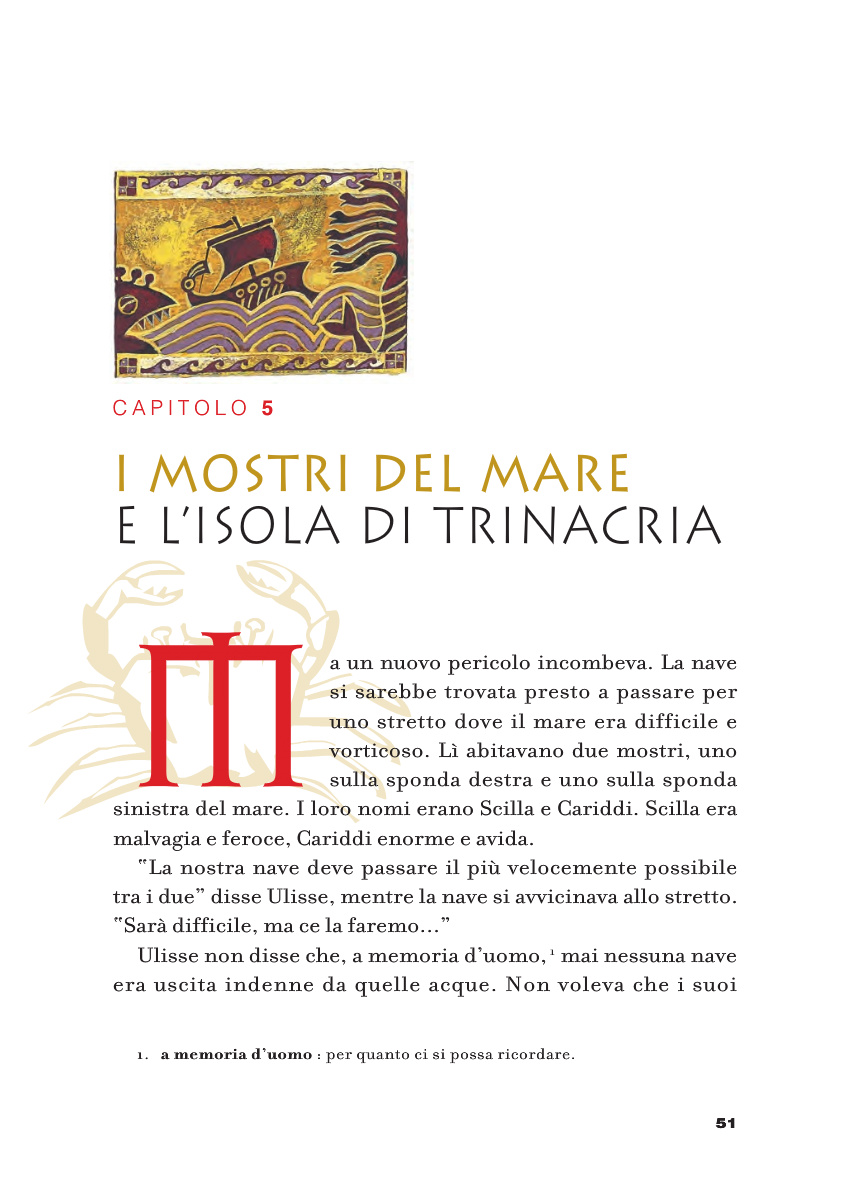 CAPITOLO 5
I MOSTRI DEL MARE
E L'ISOLA DI TRINACRIA
Ma un nuovo pericolo incombeva. La nave
si sarebbe trovata presto a passare per
uno stretto dove il mare era difficile e
vorticoso. Lì abitavano due mostri, uno
sulla sponda destra e uno sulla sponda
sinistra del mare. I loro nomi erano Scilla e Cariddi. Scilla era
malvagia e feroce, Cariddi enorme e avida.
"La nostra nave deve passare il più velocemente possibile
tra i due" disse Ulisse, mentre la nave si avvicinava allo stretto.
"Sarà difficile, ma ce la faremo…"
Ulisse non disse che, a memoria d'uomo,¹ mai nessuna nave
era uscita indenne da quelle acque. Non voleva che i suoi
1. a memoria d'uomo : per quanto ci si possa ricordare.
51